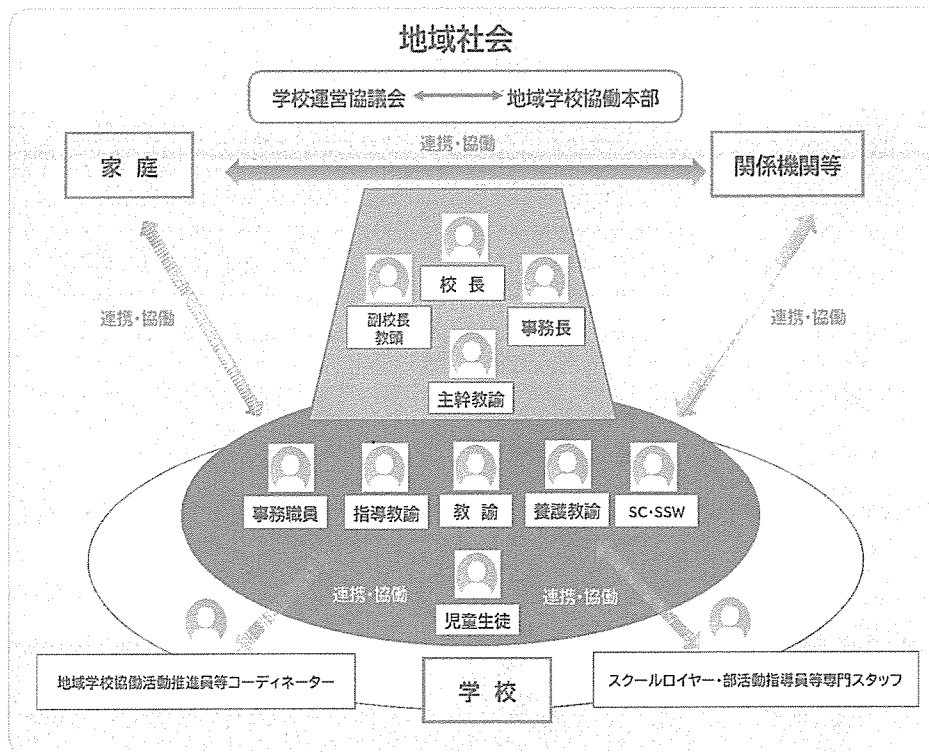 地域社会
学校運営協議会 地域学校協働本部
連携・協働
家庭
関係機関等
校長
副校長
教頭
事務長
連携・協働
連携・協働
主幹教諭
事務職員
指導教諭
教諭
養護教諭
SC・SSW
連携・協働
連携・協働
児童生徒
地域学校協働活動推進員等コーディネーター
学校
スクールロイヤー・部活動指導員等専門スタッフ